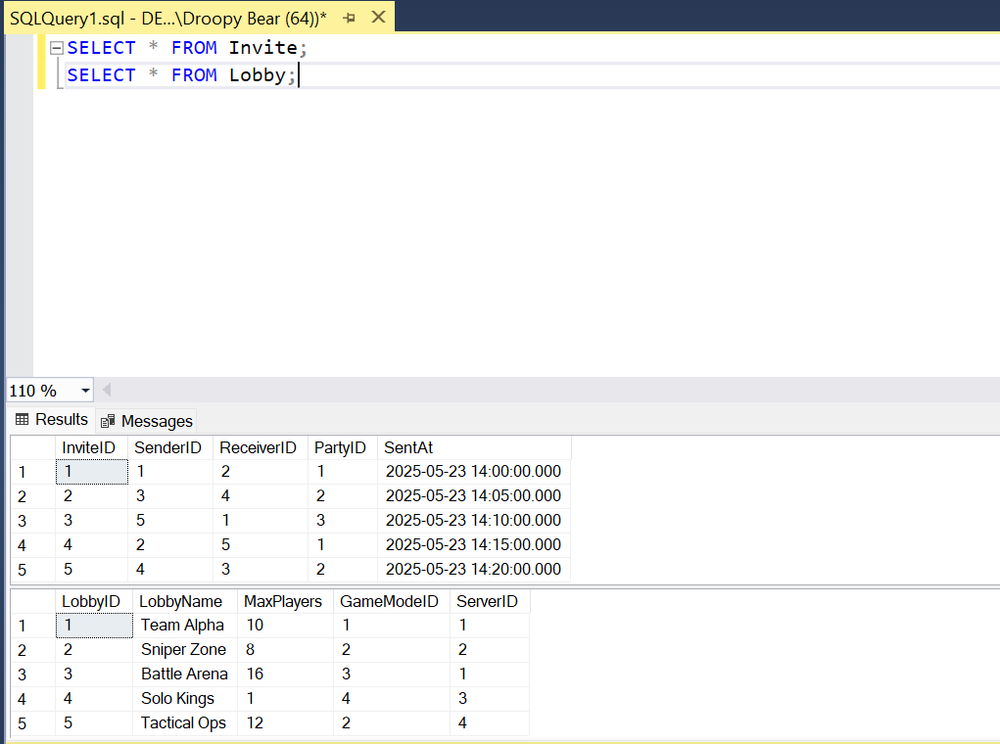 SQLQuery1.sql - DE...\Droopy Bear (64))*
SELECT * FROM Invite;
SELECT * FROM Lobby;
110 %
Results Messages
InviteID SenderID ReceiverID PartyID SentAt
1 1 1 2 1 2025-05-23 14:00:00.000
2 2 3 4 2 2025-05-23 14:05:00.000
3 3 5 1 3 2025-05-23 14:10:00.000
4 4 2 5 1 2025-05-23 14:15:00.000
5 5 4 3 2 2025-05-23 14:20:00.000
LobbyID LobbyName MaxPlayers GameModeID ServerID
1 1 Team Alpha 10 1 1
2 2 Sniper Zone 8 2 2
3 3 Battle Arena 16 3 1
4 4 Solo Kings 1 4 3
5 5 Tactical Ops 12 2 4